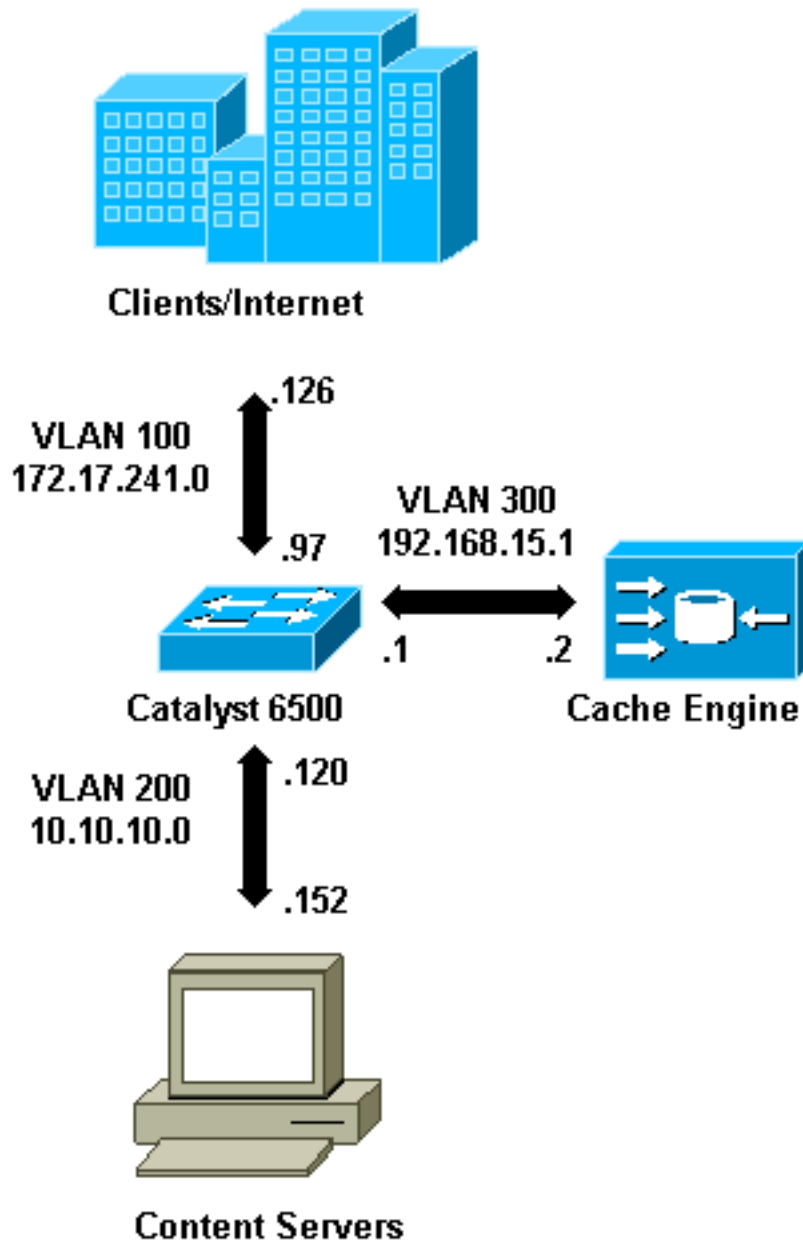 Clients/Internet
.126
VLAN 100
172.17.241.0
.97
VLAN 300
192.168.15.1
.1
.2
Catalyst 6500
Cache Engine
VLAN 200
10.10.10.0
.120
.152
Content Servers